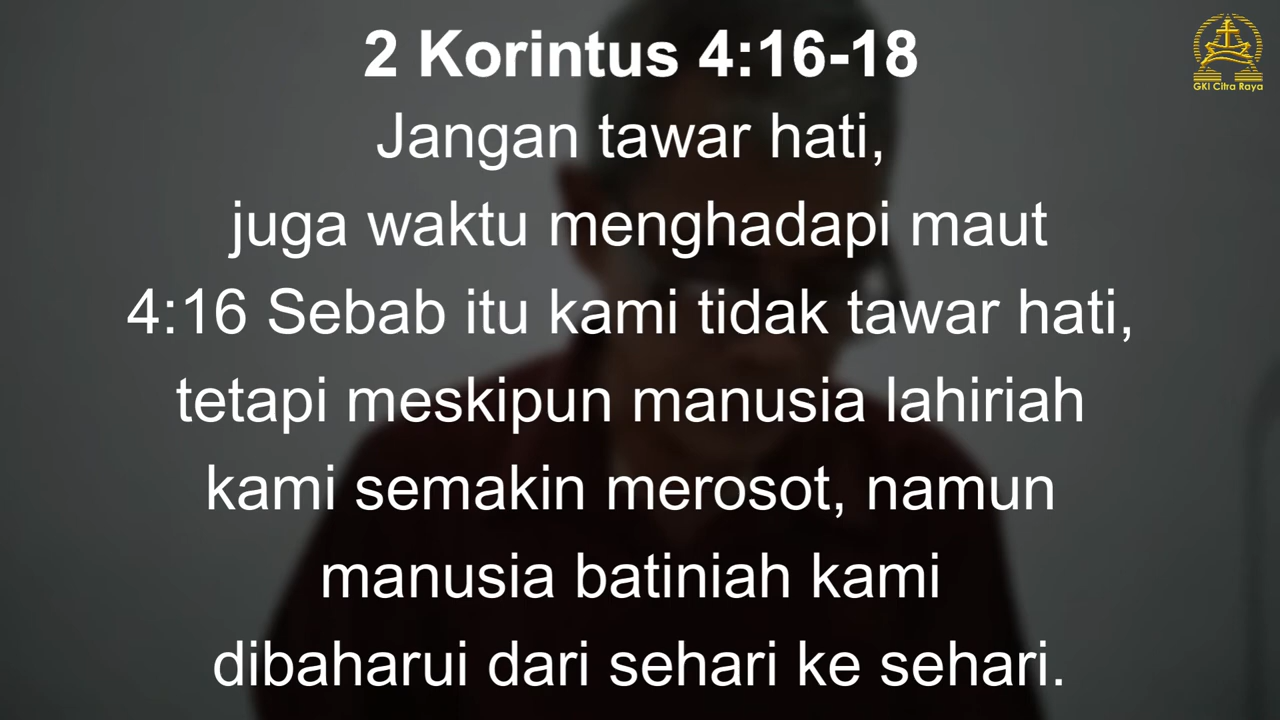 2 Korintus 4:16-18
Jangan tawar hati,
juga waktu menghadapi maut
4:16 Sebab itu kami tidak tawar hati,
tetapi meskipun manusia lahiriah
kami semakin merosot, namun
manusia batiniah kami
dibaharui dari sehari ke sehari.
GKI Citra Raya